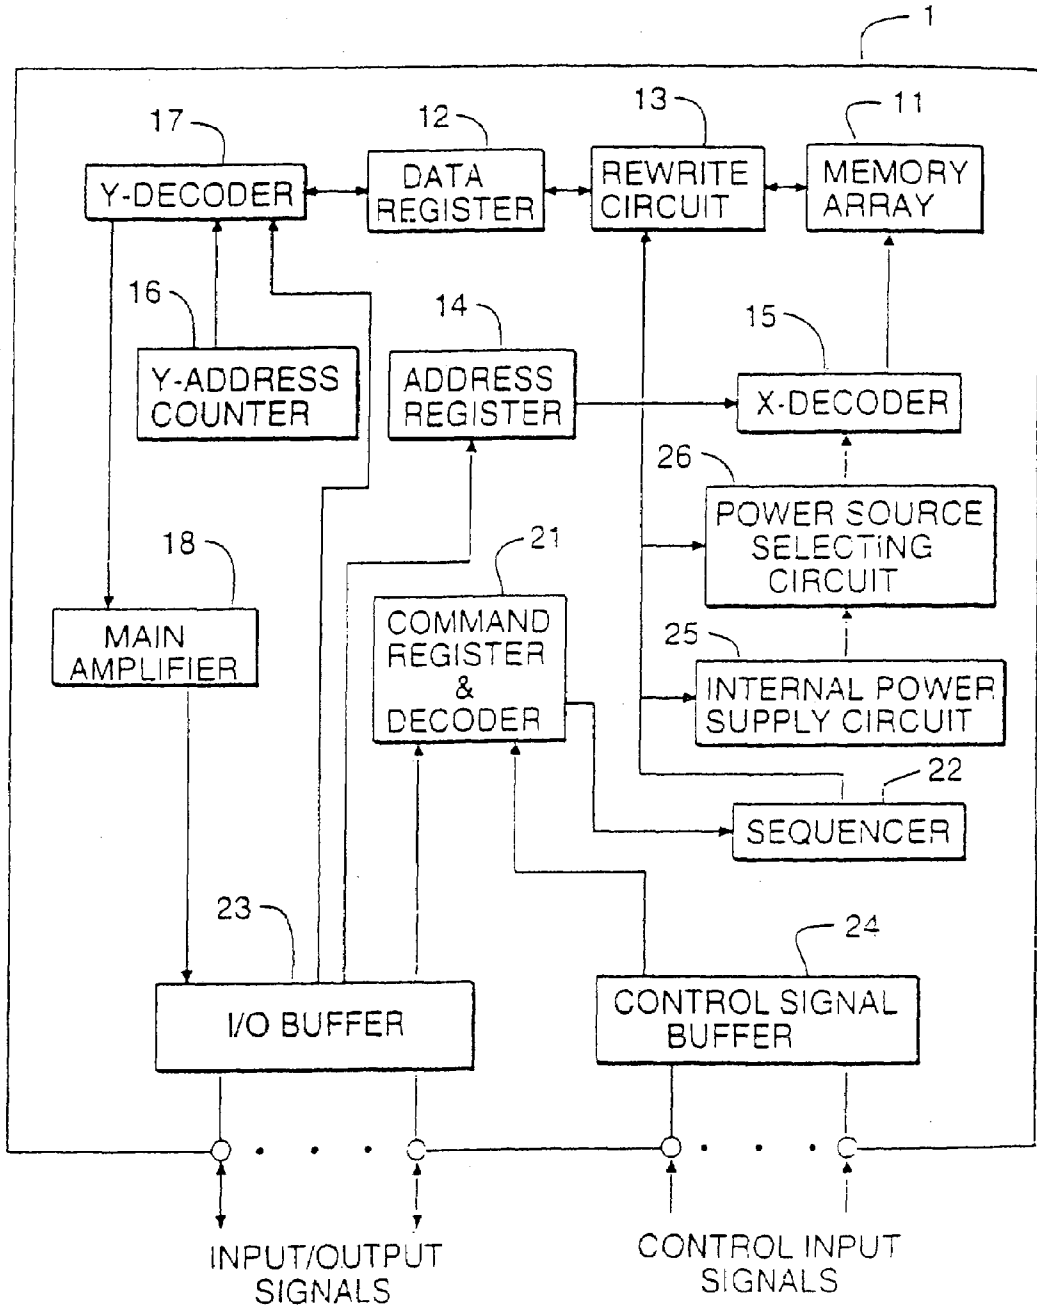 1
17
12
13
11
Y-DECODER
DATA
REGISTER
REWRITE
CIRCUIT
MEMORY
ARRAY
16
14
15
Y-ADDRESS
COUNTER
ADDRESS
REGISTER
X-DECODER
26
POWER SOURCE
SELECTING
CIRCUIT
18
21
MAIN
AMPLIFIER
COMMAND
REGISTER
&
DECODER
25
INTERNAL POWER
SUPPLY CIRCUIT
22
SEQUENCER
23
24
I/O BUFFER
CONTROL SIGNAL
BUFFER
INPUT/OUTPUT
SIGNALS
CONTROL INPUT
SIGNALS